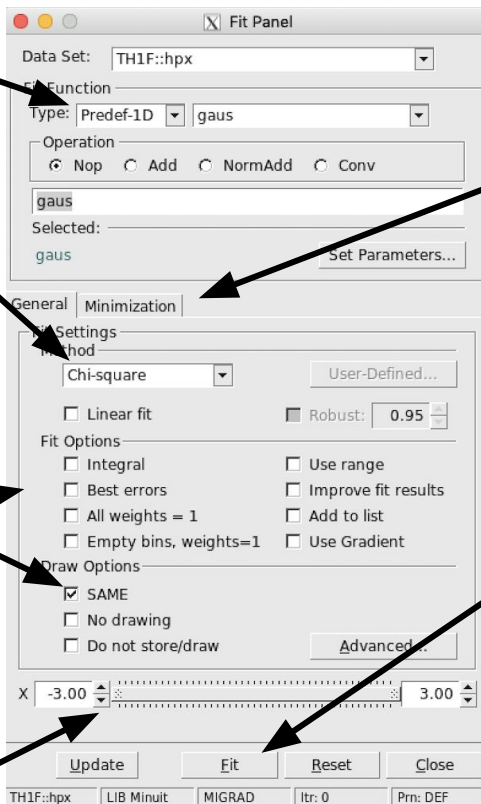 Fit Panel
Data Set: TH1F::hpx
Fit Function
Type: Predef-1D gaus
Operation
Nop Add NormAdd Conv
gaus
Selected:
gaus Set Parameters...
General Minimization
Fit Settings
Method
Chi-square User-Defined...
Linear fit Robust: 0.95
Fit Options
Integral Use range
Best errors Improve fit results
All weights = 1 Add to list
Empty bins, weights=1 Use Gradient
Draw Options
SAME
No drawing
Do not store/draw Advanced...
X -3.00 3.00
Update Fit Reset Close
TH1F::hpx LIB Minuit MIGRAD Itr: 0 Prn: DEF